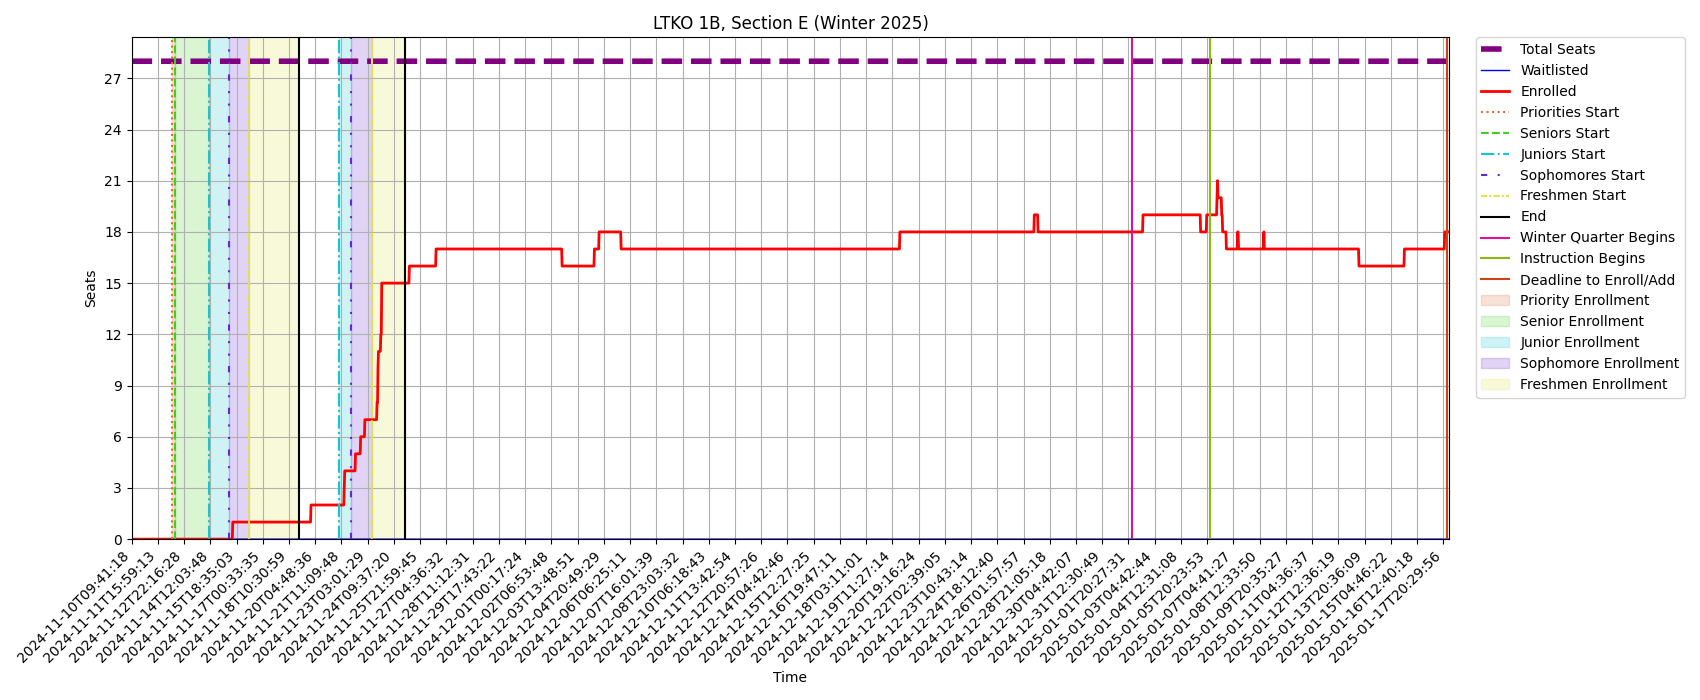 LTKO 1B, Section E (Winter 2025)
Seats
27
24
21
18
15
12
9
6
3
0
2024-11-10T09:41:18
2024-11-11T15:59:13
2024-11-12T22:16:28
2024-11-14T12:03:48
2024-11-15T18:35:03
2024-11-17T00:33:35
2024-11-18T10:30:59
2024-11-20T04:48:36
2024-11-21T11:09:48
2024-11-23T03:01:29
2024-11-24T09:37:20
2024-11-25T21:59:45
2024-11-27T04:36:32
2024-11-28T11:12:31
2024-11-29T17:43:22
2024-12-01T00:17:24
2024-12-02T06:53:48
2024-12-03T13:48:51
2024-12-04T20:49:29
2024-12-06T06:25:11
2024-12-07T16:01:39
2024-12-08T23:03:32
2024-12-10T06:18:43
2024-12-11T13:42:54
2024-12-12T20:57:26
2024-12-14T04:42:46
2024-12-15T12:27:25
2024-12-16T19:47:11
2024-12-18T03:11:01
2024-12-19T11:27:14
2024-12-20T19:16:24
2024-12-22T02:39:05
2024-12-23T10:43:14
2024-12-24T18:12:40
2024-12-26T01:57:57
2024-12-28T21:05:18
2024-12-30T04:42:07
2024-12-31T12:30:49
2025-01-01T20:27:31
2025-01-03T04:42:44
2025-01-04T12:31:08
2025-01-05T20:23:53
2025-01-07T04:41:27
2025-01-08T12:33:50
2025-01-09T20:35:27
2025-01-11T04:36:37
2025-01-12T12:36:19
2025-01-13T20:36:09
2025-01-15T04:46:22
2025-01-16T12:40:18
2025-01-17T20:29:56
Time
Total Seats
Waitlisted
Enrolled
Priorities Start
Seniors Start
Juniors Start
Sophomores Start
Freshmen Start
End
Winter Quarter Begins
Instruction Begins
Deadline to Enroll/Add
Priority Enrollment
Senior Enrollment
Junior Enrollment
Sophomore Enrollment
Freshmen Enrollment